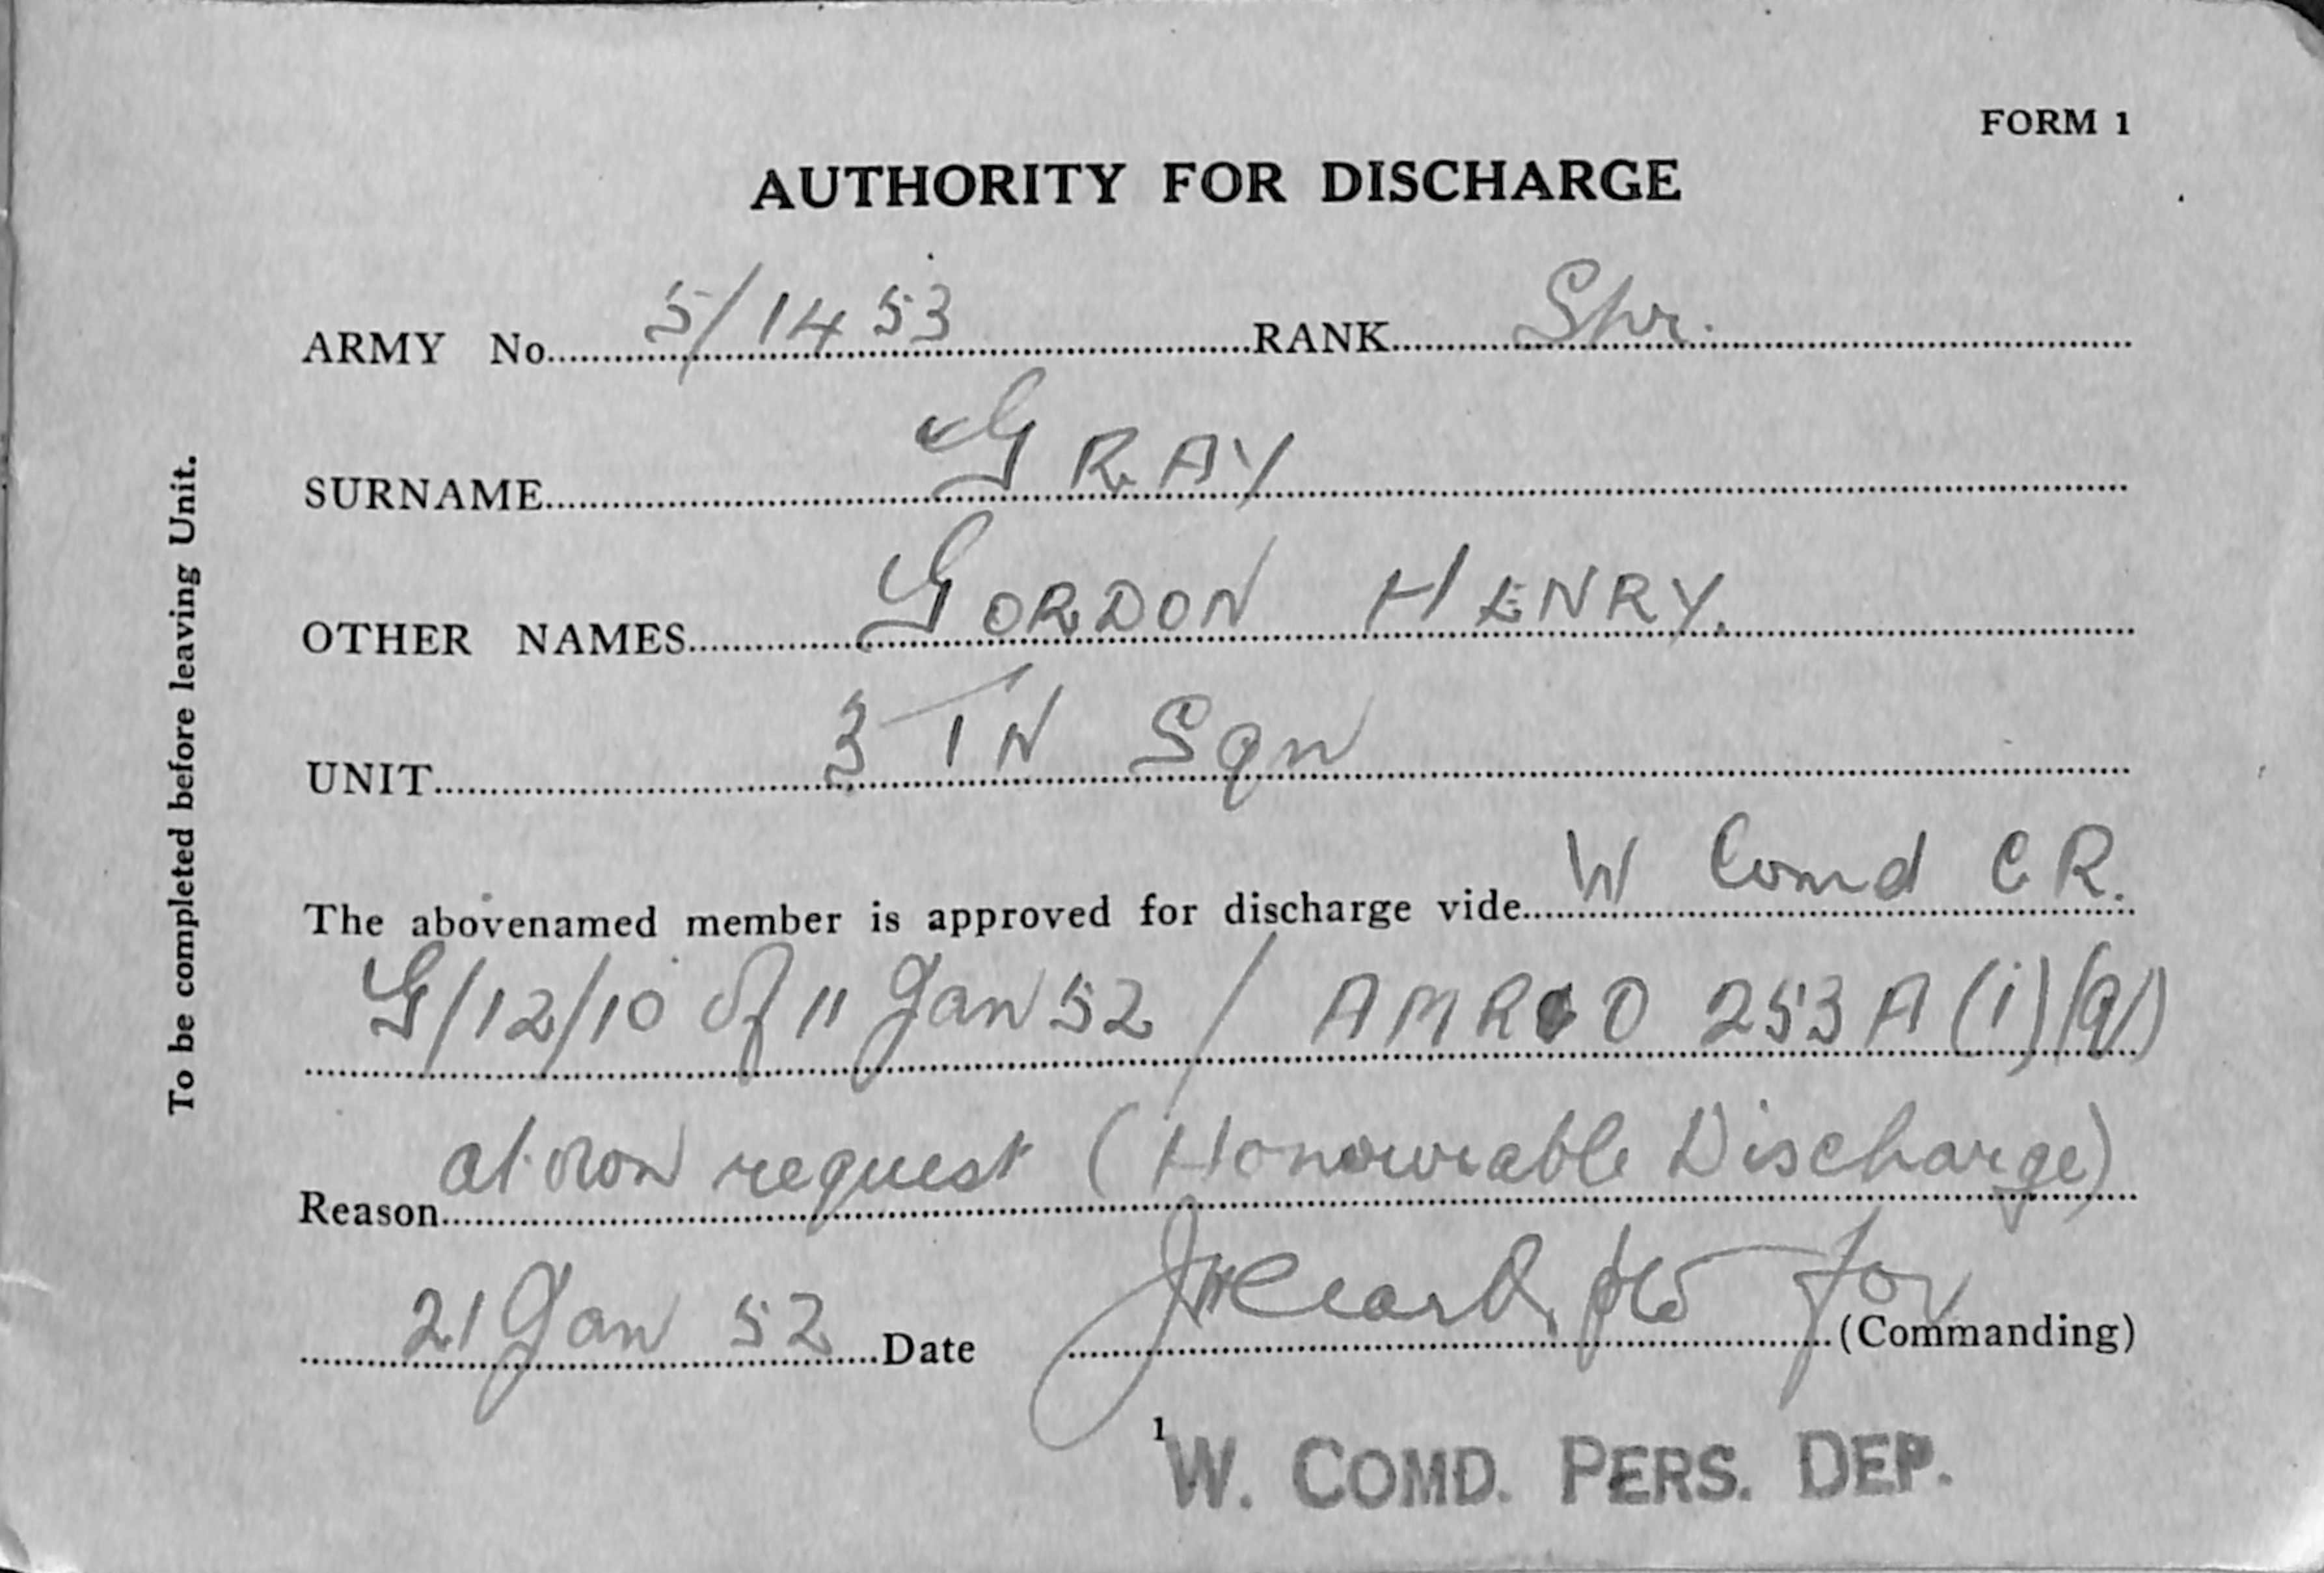 FORM 1
AUTHORITY FOR DISCHARGE
ARMY No. 5/1453 RANK
SURNAME GRAY
OTHER NAMES GORDON HENRY.
UNIT 3 TN Sqn
The abovenamed member is approved for discharge vide W Comd CR.
G/12/10 of 11 Jan 52 / AMR&O 253A (i)(a)
Reason at own request (Honourable Discharge)
21 Jan 52 Date for (Commanding)
1
W. COMD. PERS. DEP.
To be completed before leaving Unit.